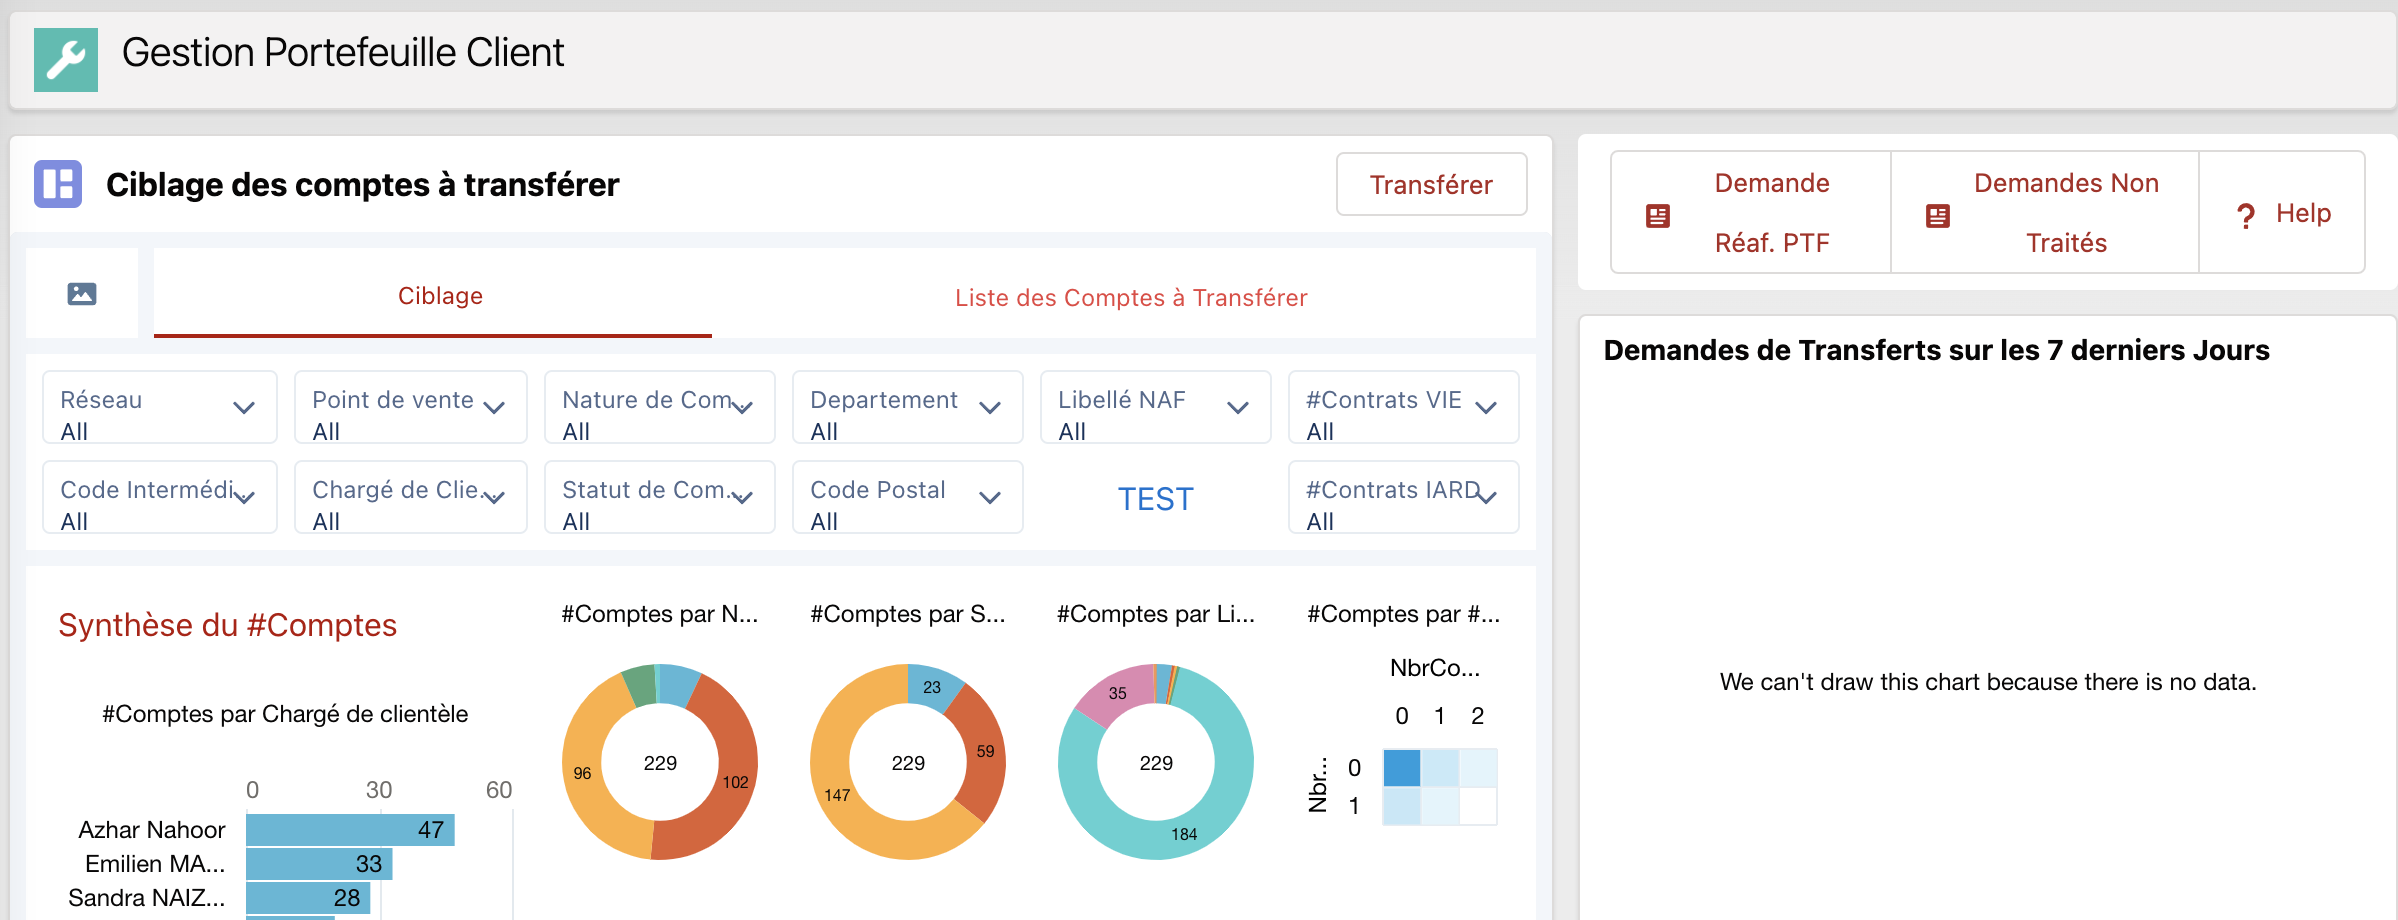 Gestion Portefeuille Client
Ciblage des comptes à transférer
Transférer
Demande
Réaf. PTF
Demandes Non
Traités
? Help
Ciblage
Liste des Comptes à Transférer
Réseau
All
Point de vente
All
Nature de Com...
All
Departement
All
Libellé NAF
All
#Contrats VIE
All
Code Intermédi...
All
Chargé de Clie...
All
Statut de Com...
All
Code Postal
All
TEST
#Contrats IARD
All
Synthèse du #Comptes
#Comptes par Chargé de clientèle
0 30 60
Azhar Nahoor 47
Emilien MA... 33
Sandra NAIZ... 28
#Comptes par N...
96
229
102
#Comptes par S...
23
59
229
147
#Comptes par Li...
35
229
184
#Comptes par #...
NbrCo...
0 1 2
Nbr...
0
1
Demandes de Transferts sur les 7 derniers Jours
We can't draw this chart because there is no data.